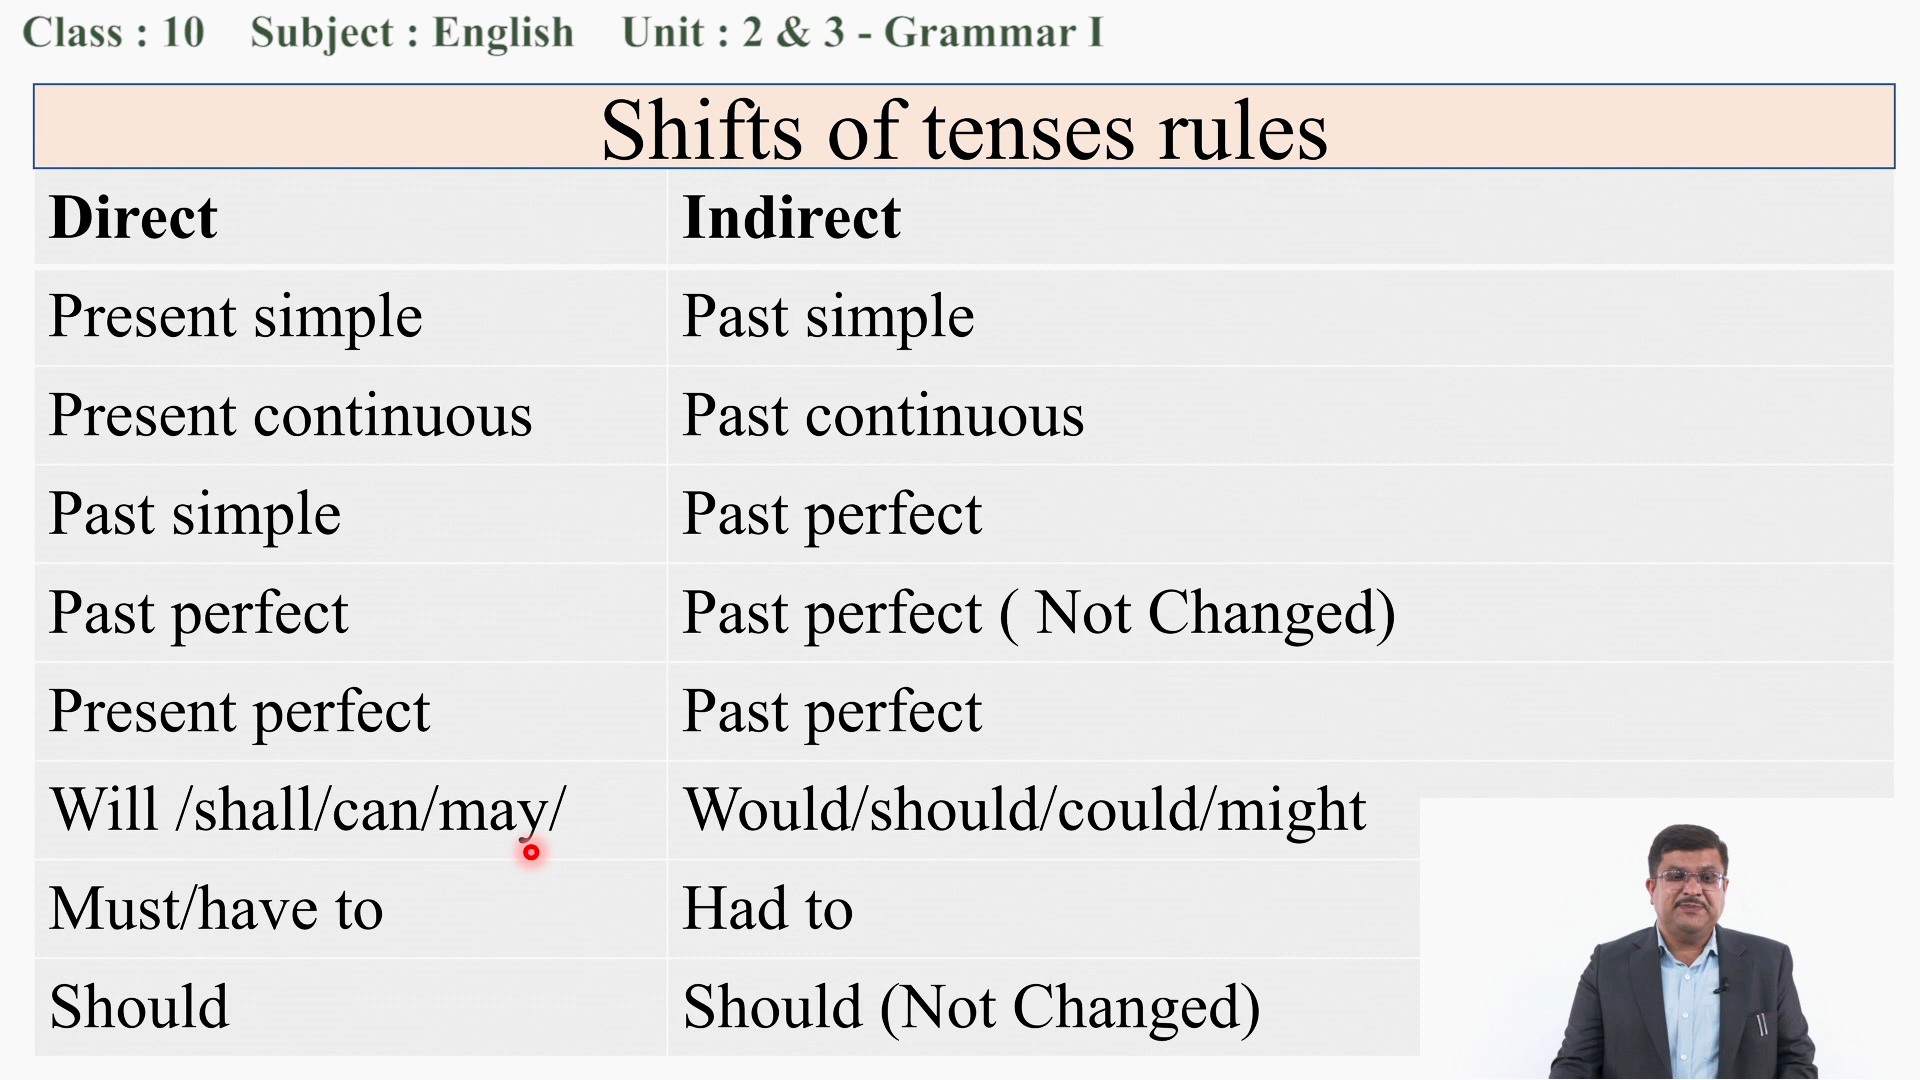 Class : 10 Subject : English Unit : 2 & 3 - Grammar I
Shifts of tenses rules
Direct Indirect
Present simple Past simple
Present continuous Past continuous
Past simple Past perfect
Past perfect Past perfect ( Not Changed)
Present perfect Past perfect
Will /shall/can/may/ Would/should/could/might
Must/have to Had to
Should Should (Not Changed)